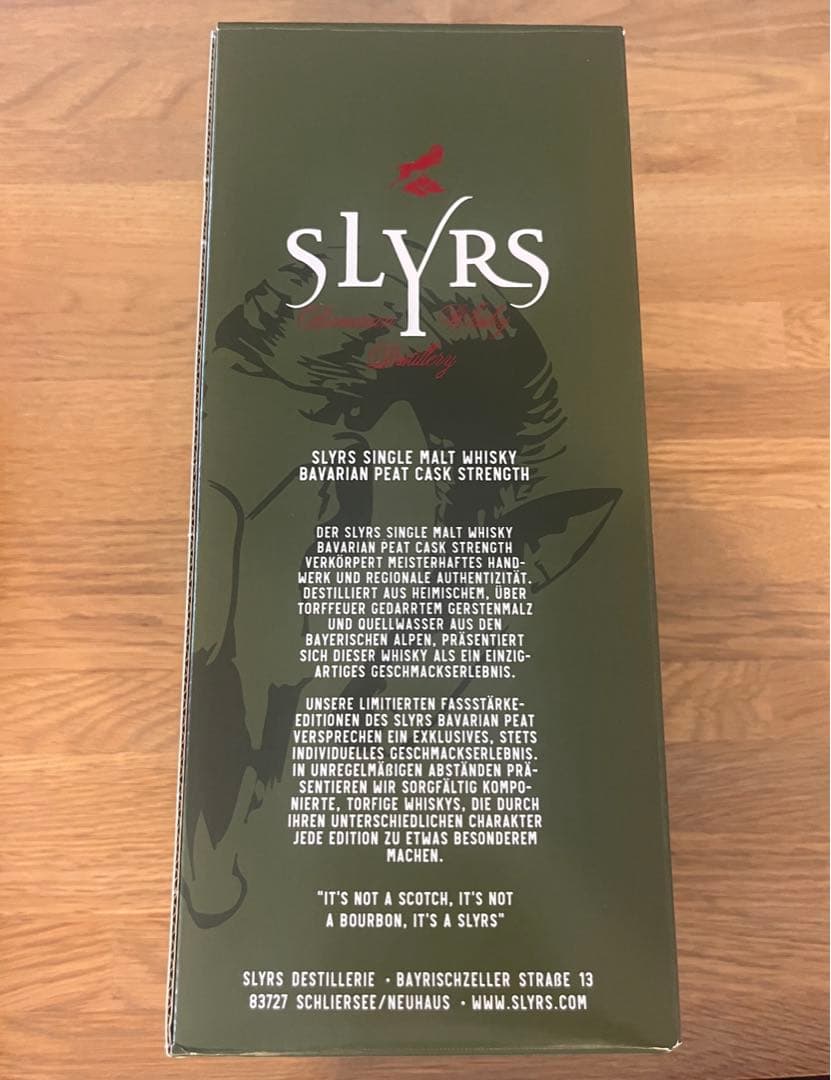 SLYRS
Bavarian Whisky
Distillery
SLYRS SINGLE MALT WHISKY
BAVARIAN PEAT CASK STRENGTH
DER SLYRS SINGLE MALT WHISKY
BAVARIAN PEAT CASK STRENGTH
VERKÖRPERT MEISTERHAFTES HAND-
WERK UND REGIONALE AUTHENTIZITÄT.
DESTILLIERT AUS HEIMISCHEM, ÜBER
TORFFEUER GEDARRTEM GERSTENMALZ
UND QUELLWASSER AUS DEN
BAYERISCHEN ALPEN, PRÄSENTIERT
SICH DIESER WHISKY ALS EIN EINZIG-
ARTIGES GESCHMACKSERLEBNIS.
UNSERE LIMITIERTEN FASSSTÄRKE-
EDITIONEN DES SLYRS BAVARIAN PEAT
VERSPRECHEN EIN EXKLUSIVES, STETS
INDIVIDUELLES GESCHMACKSERLEBNIS.
IN UNREGELMÄßIGEN ABSTÄNDEN PRÄ-
SENTIEREN WIR SORGFÄLTIG KOMPO-
NIERTE, TORFIGE WHISKYS, DIE DURCH
IHREN UNTERSCHIEDLICHEN CHARAKTER
JEDE EDITION ZU ETWAS BESONDEREM
MACHEN.
"IT'S NOT A SCOTCH, IT'S NOT
A BOURBON, IT'S A SLYRS"
SLYRS DESTILLERIE • BAYRISCHZELLER STRAßE 13
83727 SCHLIERSEE/NEUHAUS • WWW.SLYRS.COM